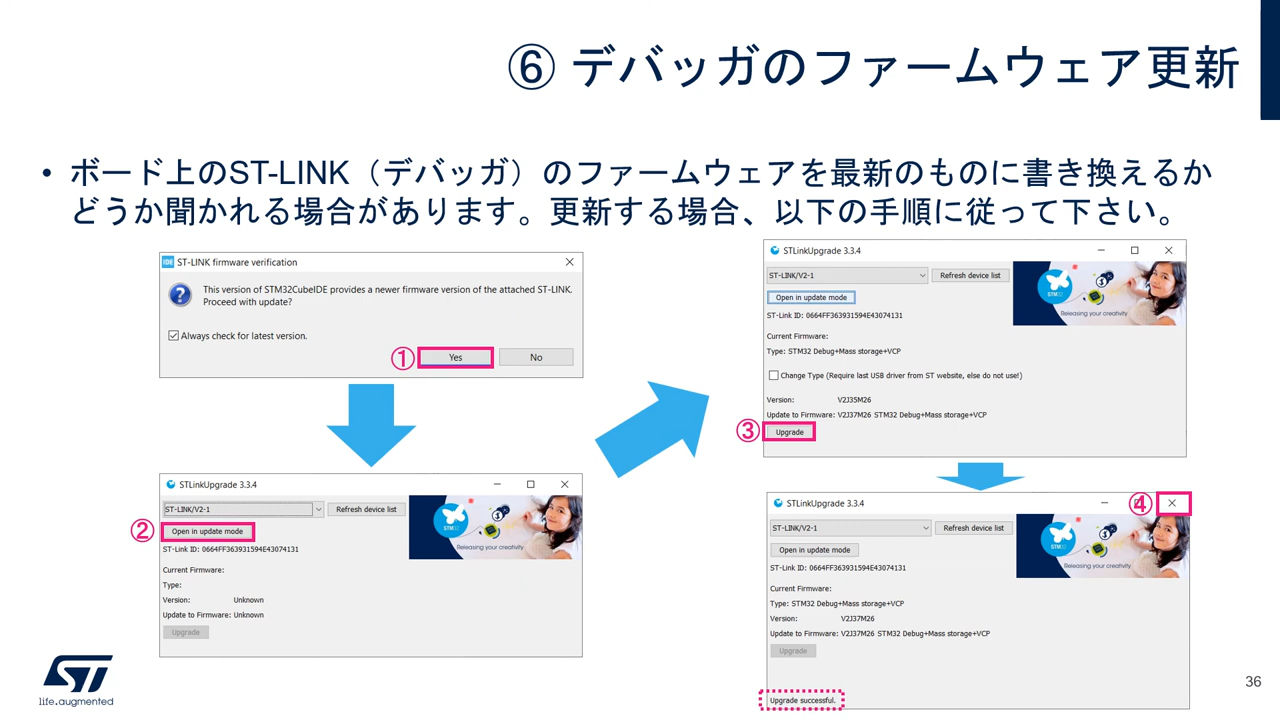 ⑥ デバッガのファームウェア更新
• ボード上のST-LINK（デバッガ）のファームウェアを最新のものに書き換えるか
どうか聞かれる場合があります。更新する場合、以下の手順に従って下さい。
IDE ST-LINK firmware verification
This version of STM32CubeIDE provides a newer firmware version of the attached ST-LINK.
Proceed with update?
Always check for latest version.
① Yes No
STLinkUpgrade 3.3.4
ST-LINK/V2-1 Refresh device list
② Open in update mode
ST-Link ID: 0664FF363931594E43074131
Current Firmware:
Type:
Version: Unknown
Update to Firmware: Unknown
Upgrade
STM32
Releasing your creativity
STLinkUpgrade 3.3.4
ST-LINK/V2-1 Refresh device list
Open in update mode
ST-Link ID: 0664FF363931594E43074131
Current Firmware:
Type: STM32 Debug+Mass storage+VCP
Change Type (Require last USB driver from ST website, else do not use!)
Version: V2J35M26
Update to Firmware: V2J37M26 STM32 Debug+Mass storage+VCP
③ Upgrade
STM32
Releasing your creativity
STLinkUpgrade 3.3.4 ④
ST-LINK/V2-1 Refresh device list
Open in update mode
ST-Link ID: 0664FF363931594E43074131
Current Firmware:
Type: STM32 Debug+Mass storage+VCP
Version: V2J37M26
Update to Firmware: V2J37M26 STM32 Debug+Mass storage+VCP
Upgrade
Upgrade successful.
STM32
Releasing your creativity
ST
life.augmented
36